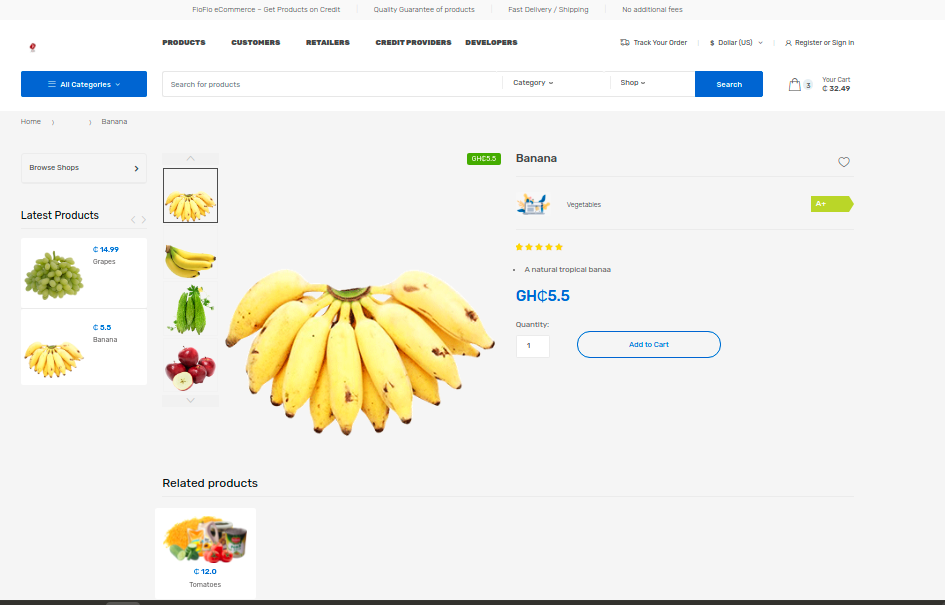 FloFlo eCommerce – Get Products on Credit
Quality Guarantee of products
Fast Delivery / Shipping
No additional fees
PRODUCTS
CUSTOMERS
RETAILERS
CREDIT PROVIDERS
DEVELOPERS
Track Your Order
$ Dollar (US)
Register or Sign in
All Categories
Search for products
Category
Shop
Search
3
Your Cart
₵ 32.49
Home
Banana
Browse Shops
GH₵5.5
Banana
Vegetables
A+
Latest Products
₵ 14.99
Grapes
₵ 5.5
Banana
A natural tropical banaa
GH₵5.5
Quantity:
1
Add to Cart
Related products
₵ 12.0
Tomatoes